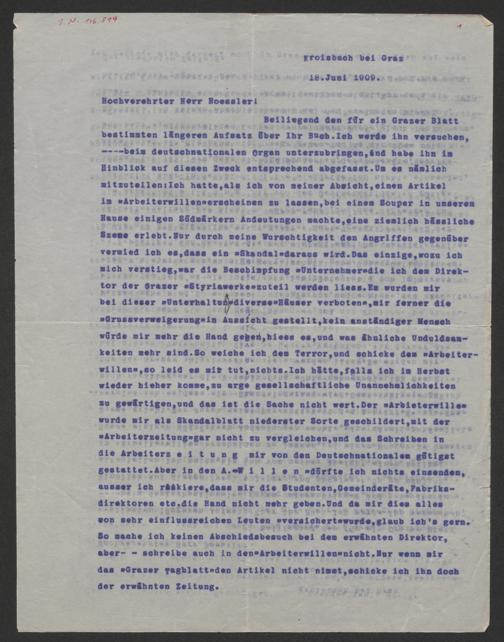 I.N. 116.894
1
Groisbach bei Graz
18.Juni 1909.
Hochverehrter Herr Roessler!
Beiliegend den für ein Grazer Blatt
bestimmten längeren Aufsatz über Ihr Buch.Ich werde ihn versuchen,
----beim deutschnationalen Organ unterzubringen,und habe ihn im
Hinblick auf diesen Zweck entsprechend abgefasst.Um es nämlich
mitzuteilen:Ich hatte,als ich von meiner Absicht,einen Artikel
im »Arbeiterwillen«erscheinen zu lassen,bei einem Souper in unserem
Hause einigen Südmärkern Andeutungen machte,eine ziemlich hässliche
Szene erlebt.Nur durch meine Wurschtigkeit den Angriffen gegenüber
vermied ich es,dass ein »Skandal«daraus wird.Das einzige,wozu ich
mich verstieg,war die Beschimpfung »Unternehmer«die ich dem Direk-
tor der Grazer »Styriawerke«zuteil werden liess.Es wurden mir
bei dieser »Unterhaltung«diverse»Häuser verboten«,mir ferner die
»Grussverweigerung«in Aussicht gestellt,kein anständiger Mensch
würde mir mehr die Hand geben,hiess es,und was ähnliche Unduldsam-
keiten mehr sind.So weiche ich dem Terror,und schicke dem »Arbeiter-
willen«,so leid es mir tut,nichts.Ich hätte,falls ich im Herbst
wieder hieher komme,zu arge gesellschaftliche Unannehmlichkeiten
zu gewärtigen,und das ist die Sache nicht wert.Der »Arbieterwille«
wurde mir als Skandalblatt niederster Sorte geschildert,mit der
»Arbeiterzeitung«gar nicht zu vergleichen,und das Schreiben in
die Arbeiters e i t u n g mir von den Deutschnationalen gütigst
gestattet.Aber in den A.»W i l l e n »dürfte ich nichts einsenden,
ausser ich räskiere,dass mir die Studenten,Gemeinderäte,Fabriks-
direktoren etc.die Hand nicht mehr geben.Und da mir dies alles
von sehr einflussreichen Leuten »versichert«wurde,glaub ich's gern.
So mache ich keinen Abschiedsbesuch bei dem erwähnten Direktor,
aber- - schreibe auch in den»Arbeiterwillen«nicht.Nur wenn mir
das »Grazer Tagblatt«den Artikel nicht nimmt,schicke ich ihn doch
der erwähnten Zeitung.